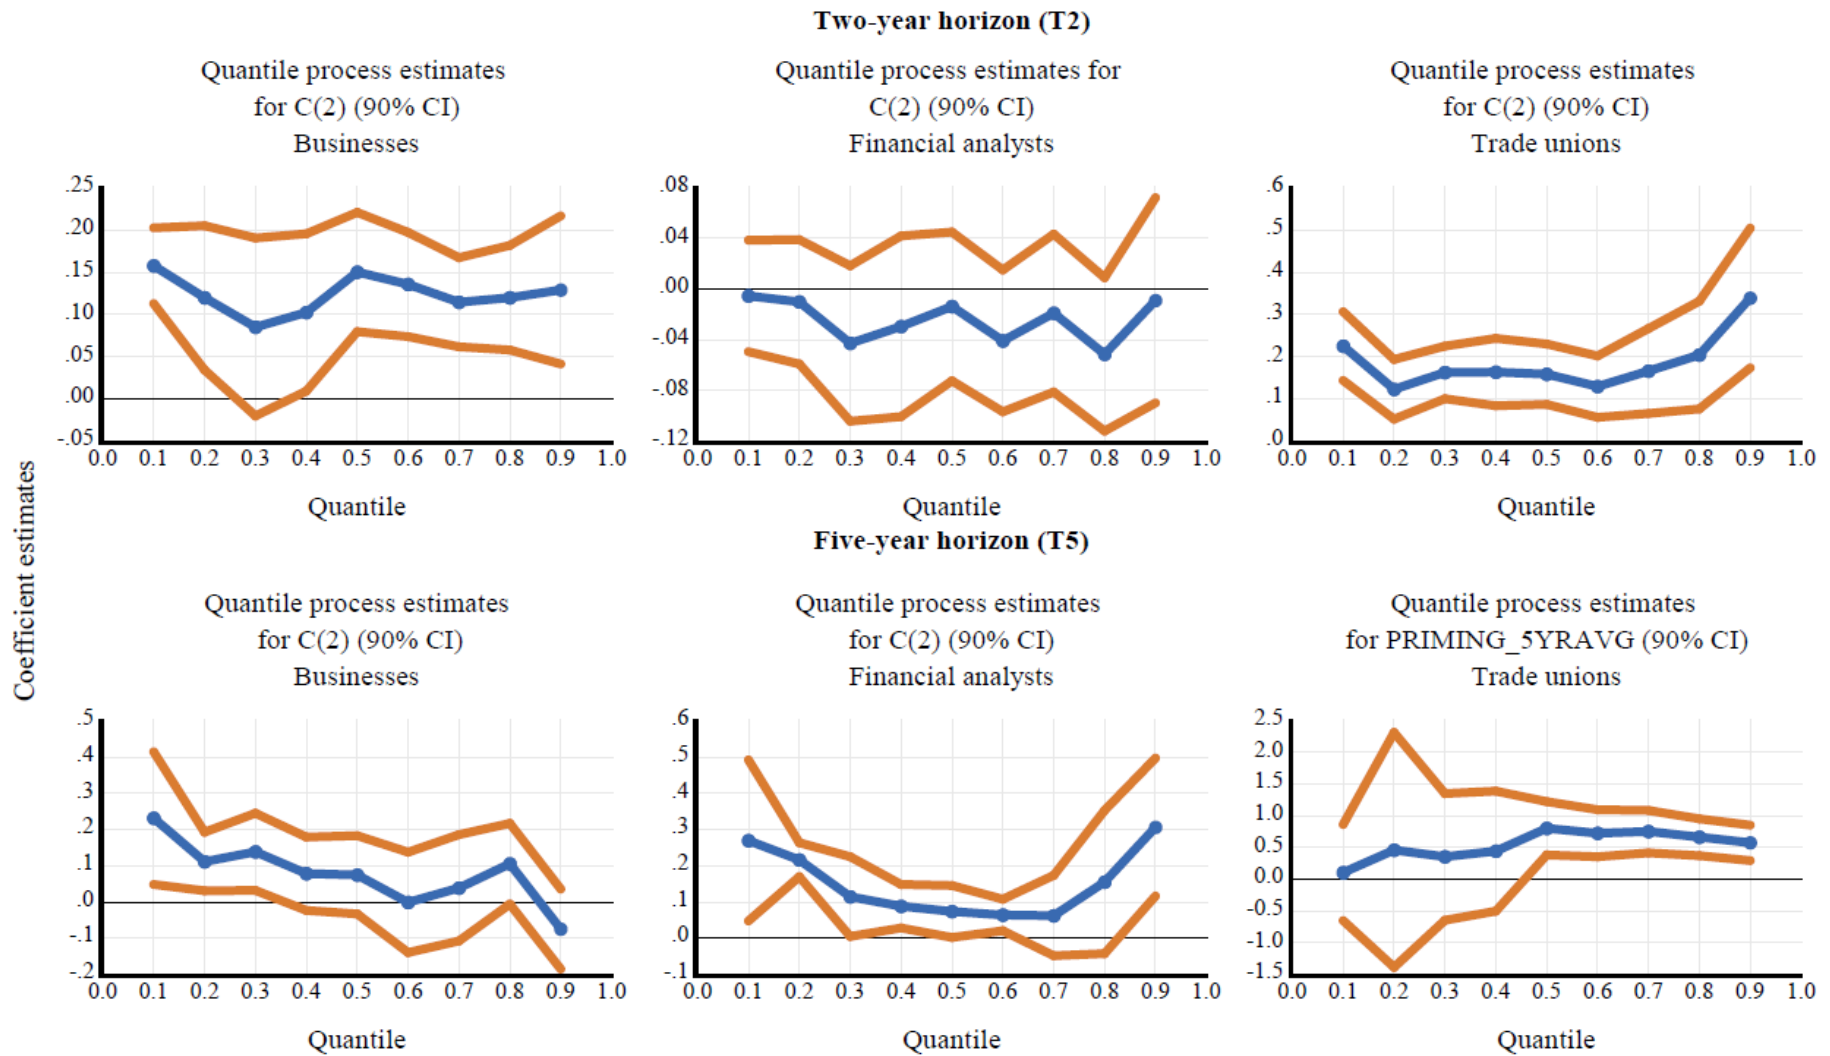 Two-year horizon (T2)
Quantile process estimates
for C(2) (90% CI)
Businesses
.25
.20
.15
.10
.05
.00
-.05
0.0 0.1 0.2 0.3 0.4 0.5 0.6 0.7 0.8 0.9 1.0
Quantile
Quantile process estimates for
C(2) (90% CI)
Financial analysts
.08
.04
.00
-.04
-.08
-.12
0.0 0.1 0.2 0.3 0.4 0.5 0.6 0.7 0.8 0.9 1.0
Quantile
Quantile process estimates
for C(2) (90% CI)
Trade unions
.6
.5
.4
.3
.2
.1
.0
0.0 0.1 0.2 0.3 0.4 0.5 0.6 0.7 0.8 0.9 1.0
Quantile
Coefficient estimates
Five-year horizon (T5)
Quantile process estimates
for C(2) (90% CI)
Businesses
.5
.4
.3
.2
.1
.0
-.1
-.2
0.0 0.1 0.2 0.3 0.4 0.5 0.6 0.7 0.8 0.9 1.0
Quantile
Quantile process estimates
for C(2) (90% CI)
Financial analysts
.6
.5
.4
.3
.2
.1
.0
-.1
0.0 0.1 0.2 0.3 0.4 0.5 0.6 0.7 0.8 0.9 1.0
Quantile
Quantile process estimates
for PRIMING_5YRAVG (90% CI)
Trade unions
2.5
2.0
1.5
1.0
0.5
0.0
-0.5
-1.0
-1.5
0.0 0.1 0.2 0.3 0.4 0.5 0.6 0.7 0.8 0.9 1.0
Quantile